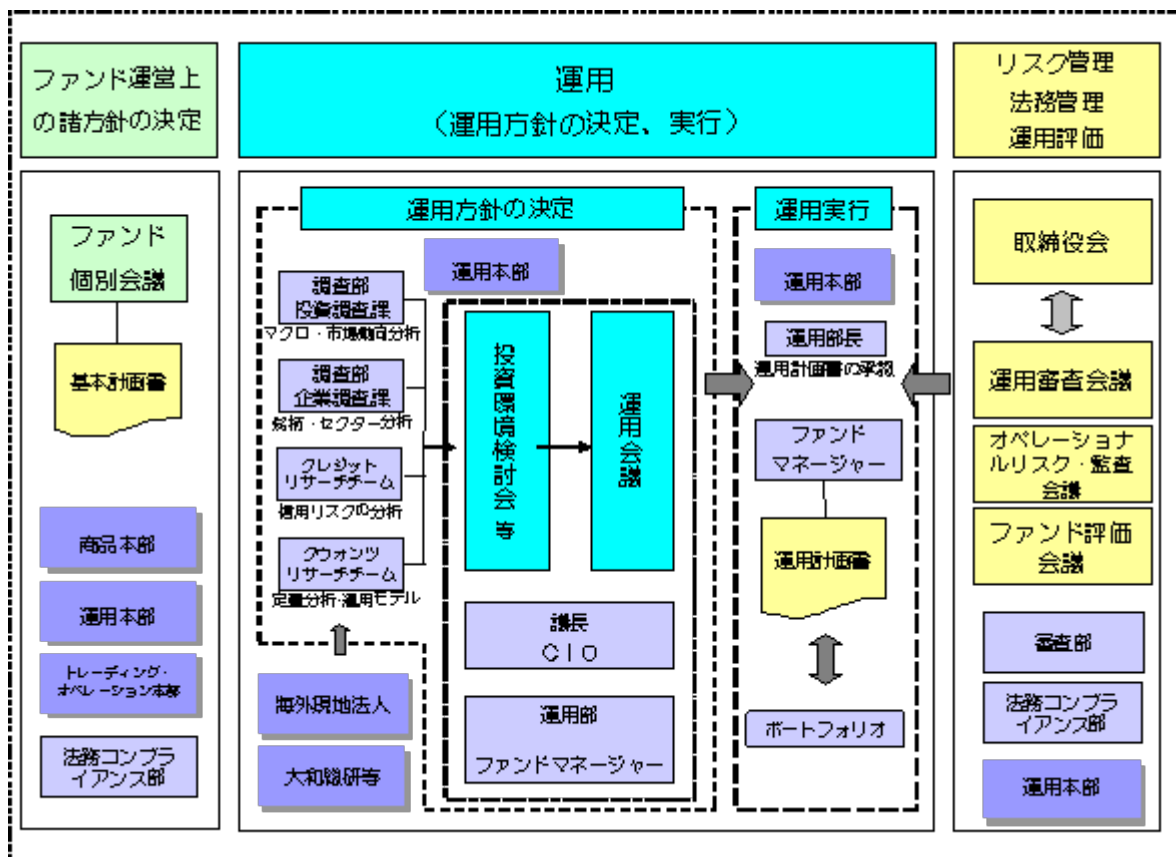 ファンド運営上
の諸方針の決定
運用
（運用方針の決定、実行）
リスク管理
法務管理
運用評価
ファンド
個別会議
基本計画書
商品本部
運用本部
トレーディング・
オペレーション本部
法務コンプラ
イアンス部
運用方針の決定
運用本部
調査部
投資調査課
マクロ・市場動向分析
調査部
企業調査課
銘柄・セクター分析
クレジット
リサーチチーム
信用リスクの分析
クウォンツ
リサーチチーム
定量分析・運用モデル
海外現地法人
大和総研等
投資環境検討会 等
運用会議
議長
ＣＩＯ
運用部
ファンドマネージャー
運用実行
運用本部
運用部長
運用計画書の承認
ファンド
マネージャー
運用計画書
ポートフォリオ
取締役会
運用審査会議
オペレーショナ
ルリスク・監査
会議
ファンド評価
会議
審査部
法務コンプラ
イアンス部
運用本部